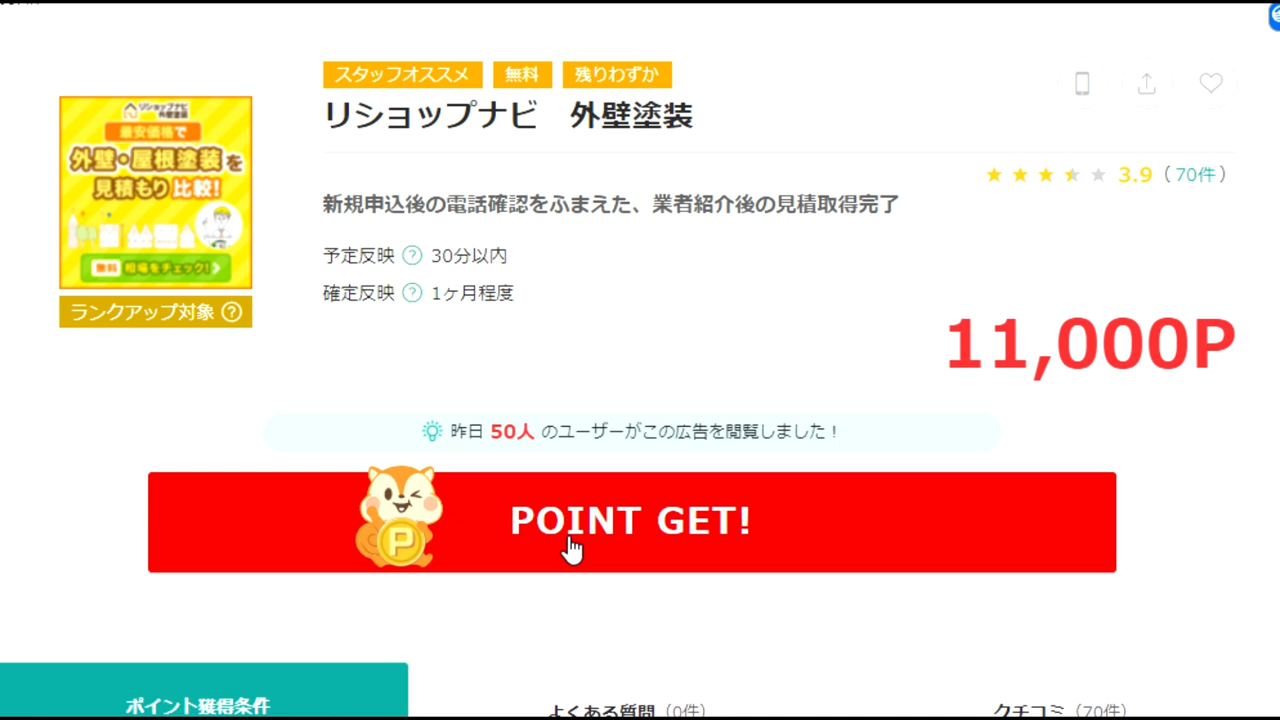 スタッフオススメ 無料 残りわずか
リショップナビ 外壁塗装
リショップナビ
外壁塗装
最安価格で
外壁・屋根塗装を
見積もり比較!
無料 相場をチェック!
ランクアップ対象 ?
3.9 (70件)
新規申込後の電話確認をふまえた、業者紹介後の見積取得完了
予定反映 ? 30分以内
確定反映 ? 1ヶ月程度
11,000P
昨日 50人 のユーザーがこの広告を閲覧しました！
P
POINT GET!
ポイント獲得条件
よくある質問（0件）
クチコミ（70件）